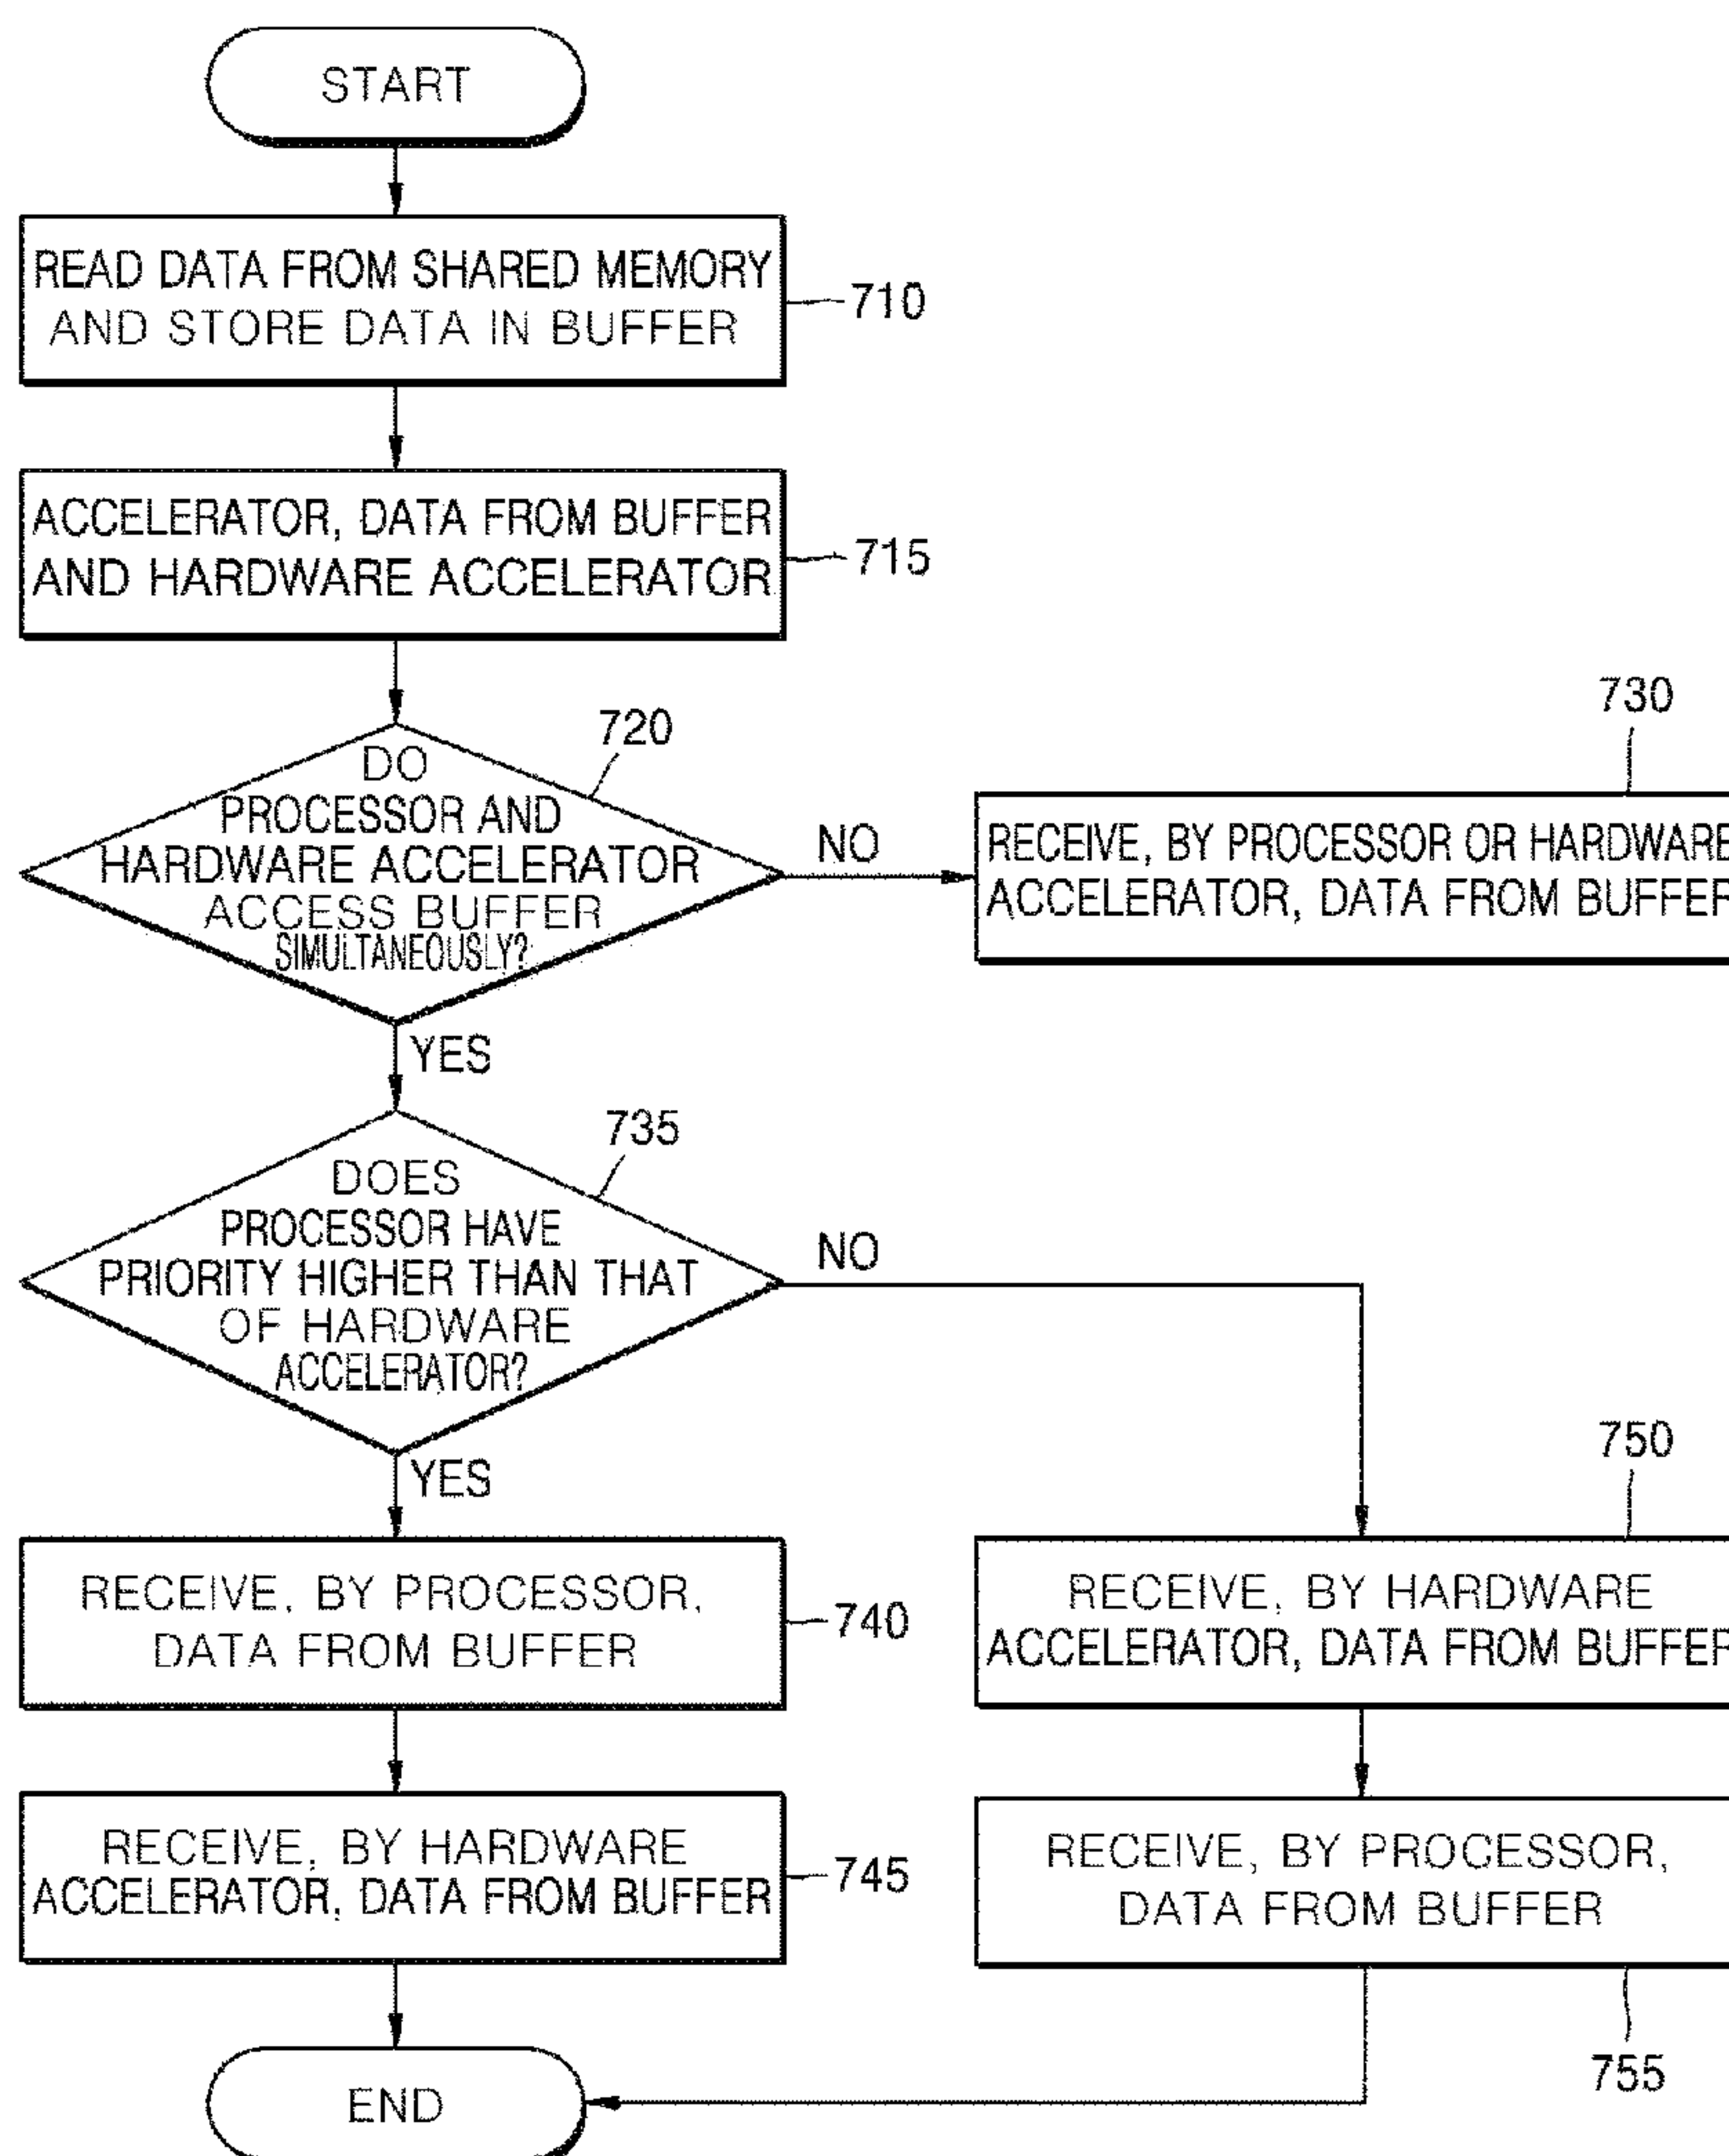 START
READ DATA FROM SHARED MEMORY
AND STORE DATA IN BUFFER
710
ACCELERATOR, DATA FROM BUFFER
AND HARDWARE ACCELERATOR
715
720
DO
PROCESSOR AND
HARDWARE ACCELERATOR
ACCESS BUFFER
SIMULTANEOUSLY?
NO
730
RECEIVE, BY PROCESSOR OR HARDWARE
ACCELERATOR, DATA FROM BUFFER
YES
735
DOES
PROCESSOR HAVE
PRIORITY HIGHER THAN THAT
OF HARDWARE
ACCELERATOR?
NO
YES
RECEIVE, BY PROCESSOR,
DATA FROM BUFFER
740
750
RECEIVE, BY HARDWARE
ACCELERATOR, DATA FROM BUFFER
RECEIVE, BY HARDWARE
ACCELERATOR, DATA FROM BUFFER
745
RECEIVE, BY PROCESSOR,
DATA FROM BUFFER
755
END